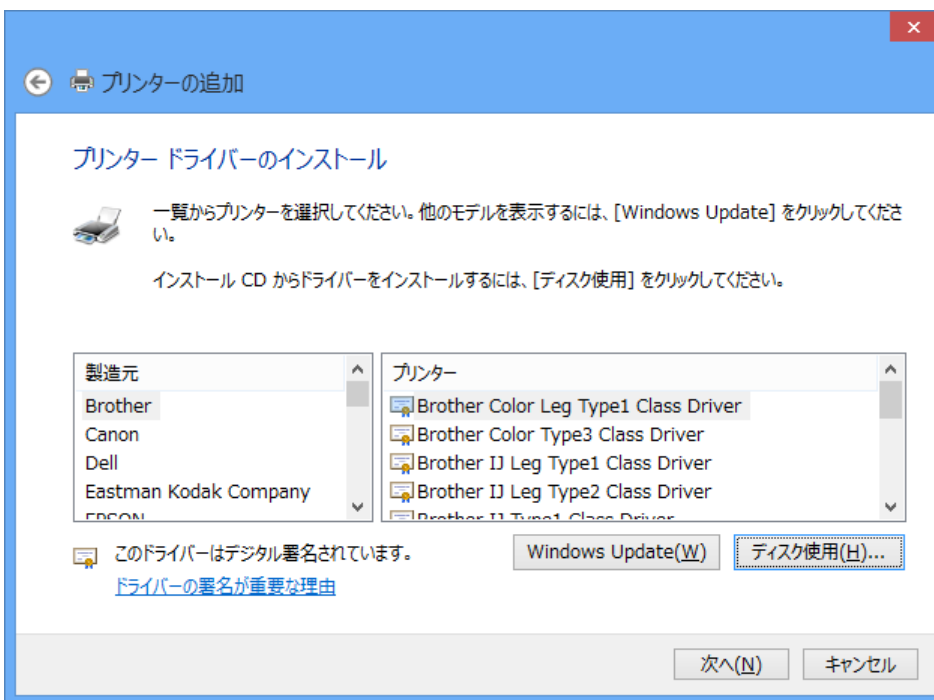 プリンターの追加
プリンター ドライバーのインストール
一覧からプリンターを選択してください。他のモデルを表示するには、[Windows Update] をクリックしてくださ
い。
インストール CD からドライバーをインストールするには、[ディスク使用] をクリックしてください。
製造元
Brother
Canon
Dell
Eastman Kodak Company
EPSON
プリンター
Brother Color Leg Type1 Class Driver
Brother Color Type3 Class Driver
Brother IJ Leg Type1 Class Driver
Brother IJ Leg Type2 Class Driver
Brother IJ Type1 Class Driver
このドライバーはデジタル署名されています。
ドライバーの署名が重要な理由
Windows Update(W)
ディスク使用(H)...
次へ(N)
キャンセル